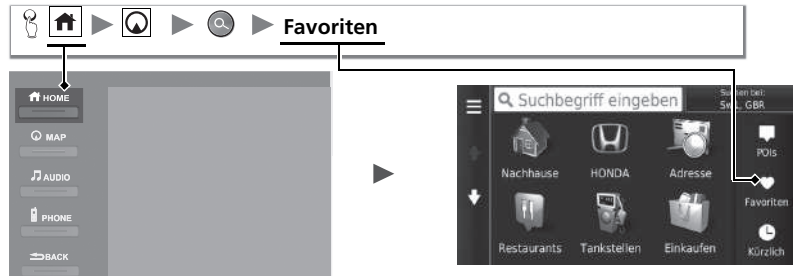 Favoriten
HOME
MAP
AUDIO
PHONE
BACK
Suchbegriff eingeben
Nachhause
HONDA
Adresse
POIs
Favoriten
Restaurants
Tankstellen
Einkaufen
Kürzlich